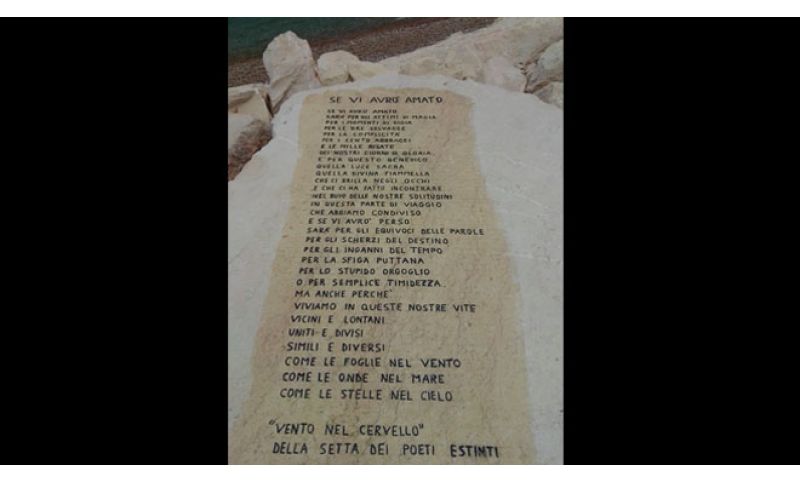 SE VI AVRO' AMATO
SE VI AVRO' AMATO
SARA' PER GLI ATTIMI DI MAGIA
PER I MOMENTI DI GIOIA
PER LE ORE SELVAGGE
PER LA COMPLICITÀ
PER I CENTO ABBRACCI
E LE MILLE RISATE
DEI NOSTRI GIORNI DI GLORIA.
E PER QUESTO BENEDICO
QUELLA LUCE SACRA
QUELLA DIVINA FIAMMELLA
CHE CI BRILLA NEGLI OCCHI
E CHE CI HA FATTO INCONTRARE
NEL BUIO DELLE NOSTRE SOLITUDINI
IN QUESTA PARTE DI VIAGGIO
CHE ABBIAMO CONDIVISO
E SE VI AVRO' PERSO
SARÀ PER GLI EQUIVOCI DELLE PAROLE
PER GLI SCHERZI DEL DESTINO
PER GLI INGANNI DEL TEMPO
PER LA SFIGA PUTTANA
PER LO STUPIDO ORGOGLIO
O PER SEMPLICE TIMIDEZZA.
MA ANCHE PERCHE'
VIVIAMO IN QUESTE NOSTRE VITE
VICINI E LONTANI
UNITI E DIVISI
SIMILI E DIVERSI
COME LE FOGLIE NEL VENTO
COME LE ONDE NEL MARE
COME LE STELLE NEL CIELO
"VENTO NEL CERVELLO"
DELLA SETTA DEI POETI ESTINTI